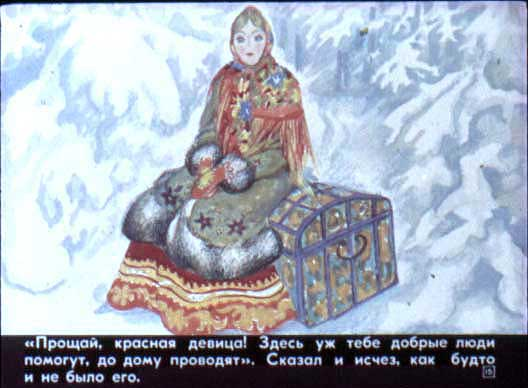 «Прощай, красная девица! Здесь уж тебе добрые люди
помогут, до дому проводят». Сказал и исчез, как будто
и не было его.